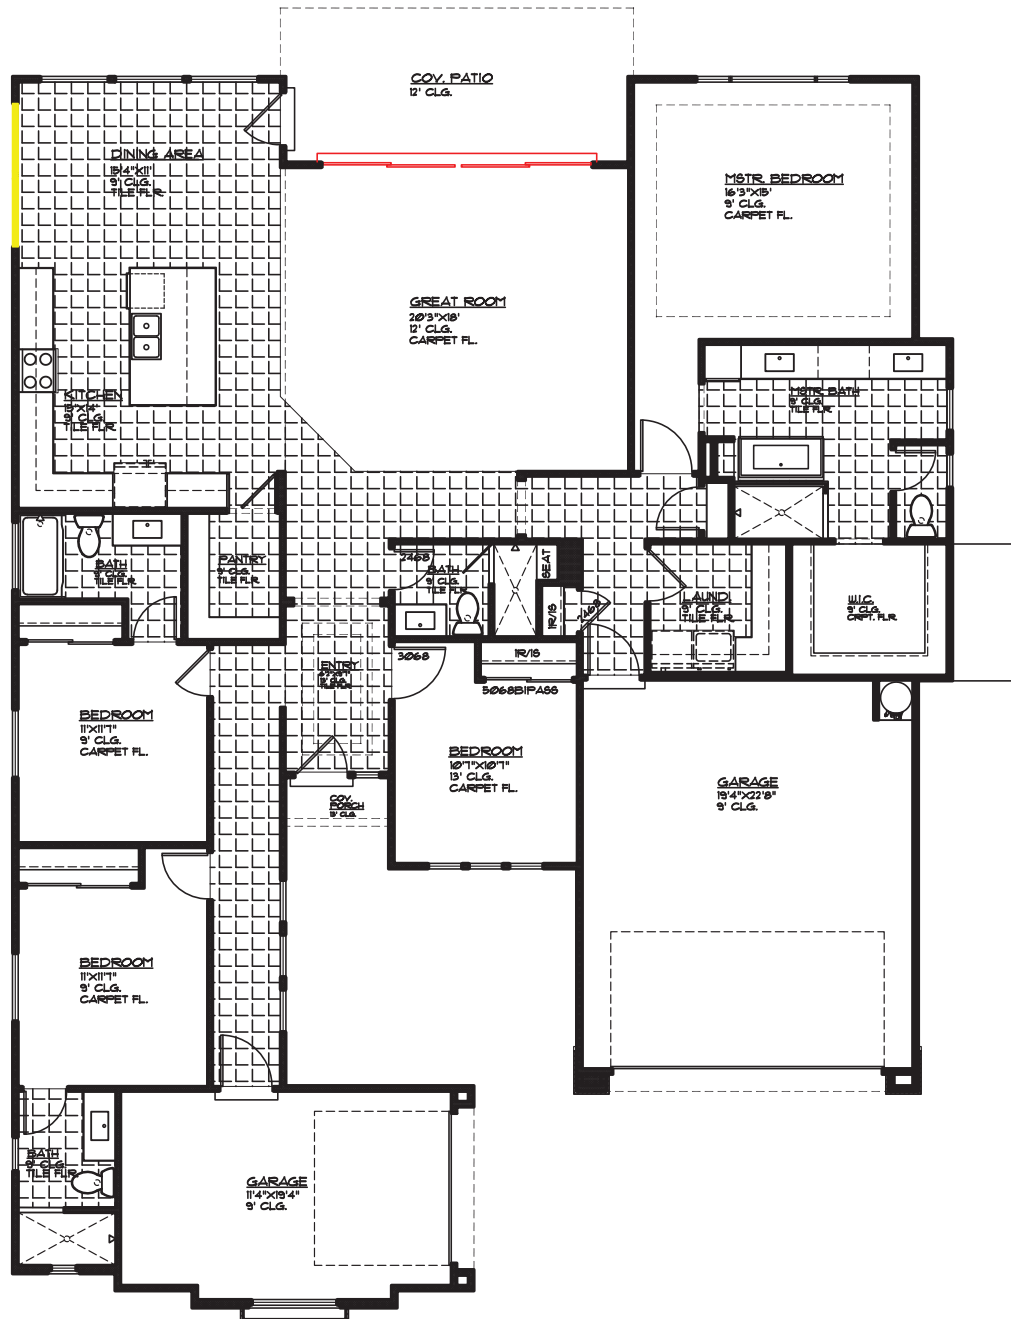 COV. PATIO
12' CLG.
DINING AREA
15'4"X11'
9' CLG.
TILE FLR.
MSTR. BEDROOM
16'3"X15'
9' CLG.
CARPET FL.
GREAT ROOM
20'3"X18'
12' CLG.
CARPET FL.
KITCHEN
15'X14'
9' CLG.
TILE FLR.
MSTR. BATH
9' CLG.
TILE FLR.
BATH
9' CLG.
TILE FLR.
PANTRY
9' CLG.
TILE FLR.
2468
BATH
9' CLG.
TILE FLR.
SEAT
1R/1S
2468
LAUND.
9' CLG.
TILE FLR.
W.I.C.
9' CLG.
CRPT. FLR.
3068
1R/1S
5068BIPASS
ENTRY
BEDROOM
11'X11'7"
9' CLG.
CARPET FL.
BEDROOM
10'7"X10'7"
13' CLG.
CARPET FL.
GARAGE
19'4"X22'8"
9' CLG.
COV.
PORCH
BEDROOM
11'X11'7"
9' CLG.
CARPET FL.
BATH
9' CLG.
TILE FLR.
GARAGE
11'4"X19'4"
9' CLG.